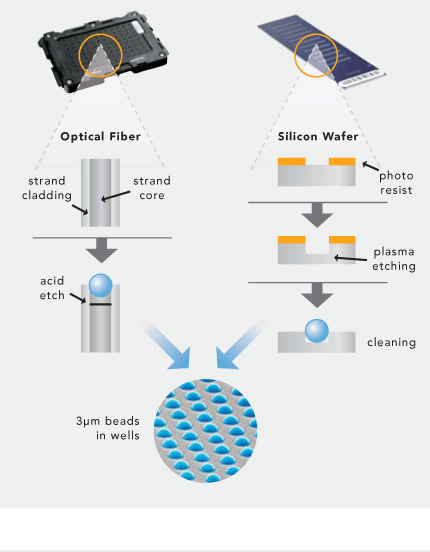 Optical Fiber
strand
cladding
strand
core
acid
etch
Silicon Wafer
photo
resist
plasma
etching
cleaning
3µm beads
in wells